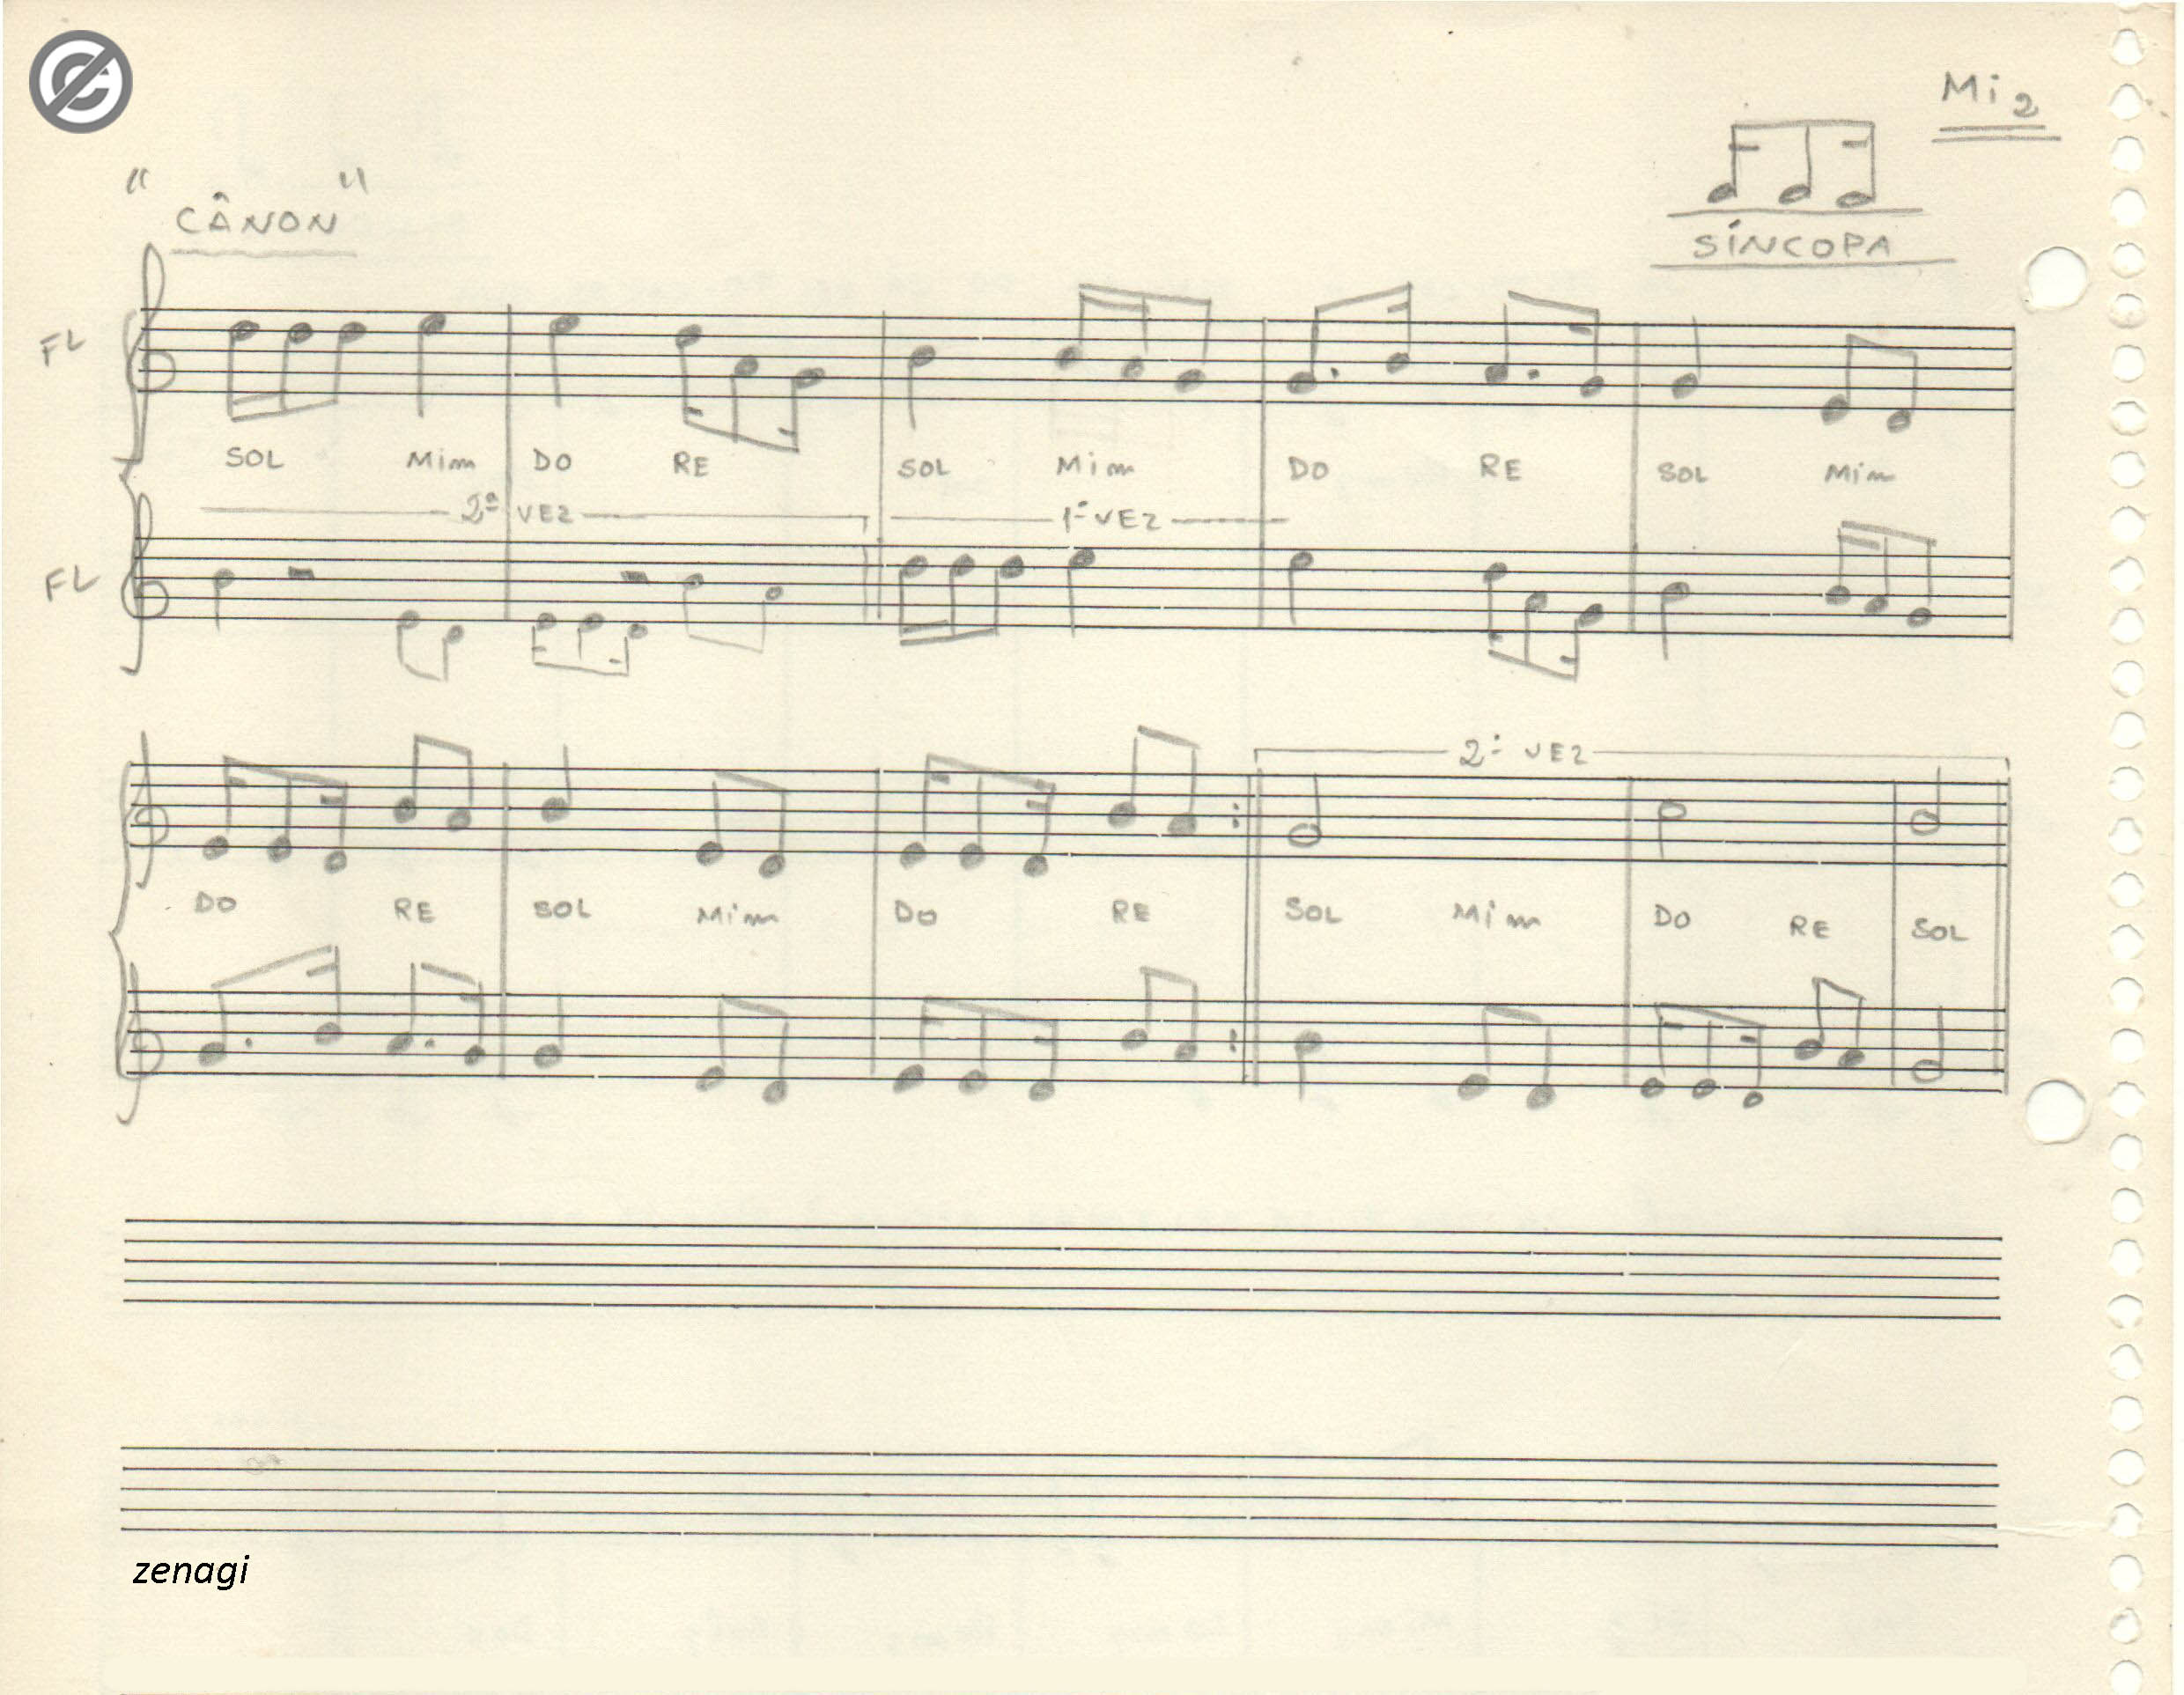 Mi 2
" CÂNON "
SÍNCOPA
FL
SOL Mim DO RE SOL Mim DO RE SOL Mim
2ª VEZ 1ª VEZ
FL
2ª VEZ
DO RE SOL Mim DO RE SOL Mim DO RE SOL
zenagi